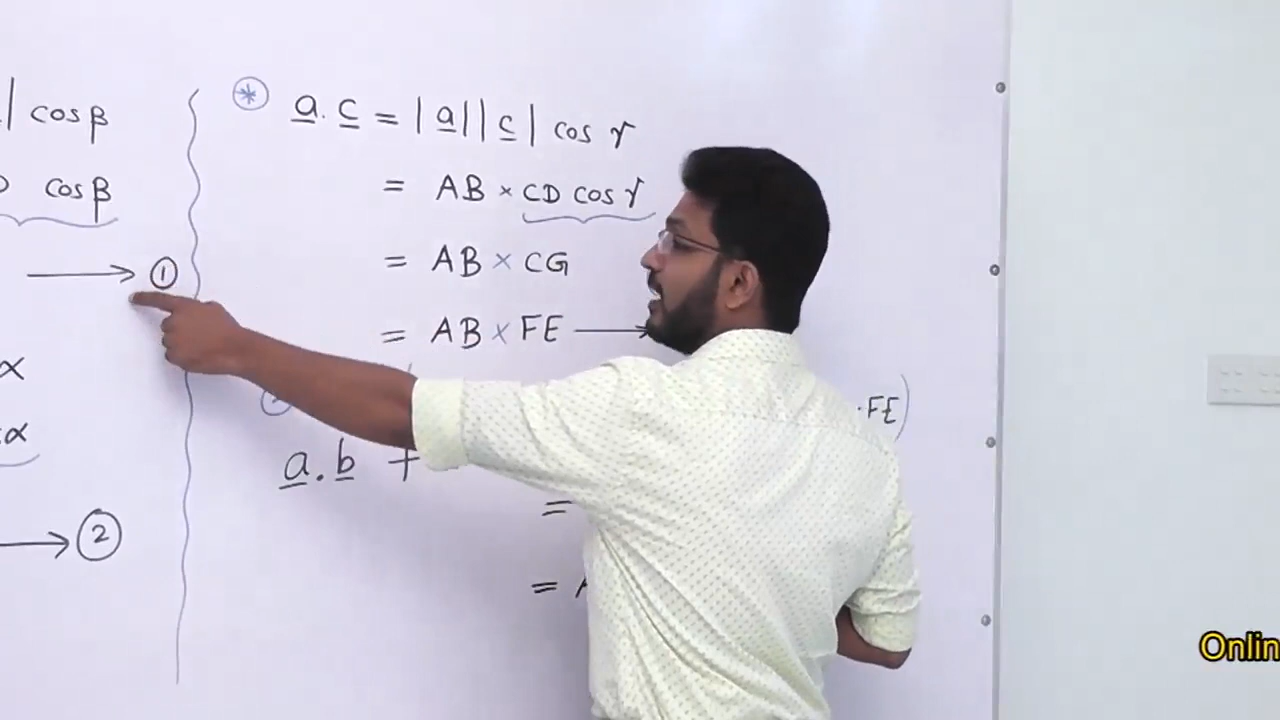 | cos β
cos β
→ ①
α
α
→ ②
* a . c = |a| |c| cos γ
= AB × CD cos γ
= AB × CG
= AB × FE →
. FE)
a . b +
=
=
Onlin